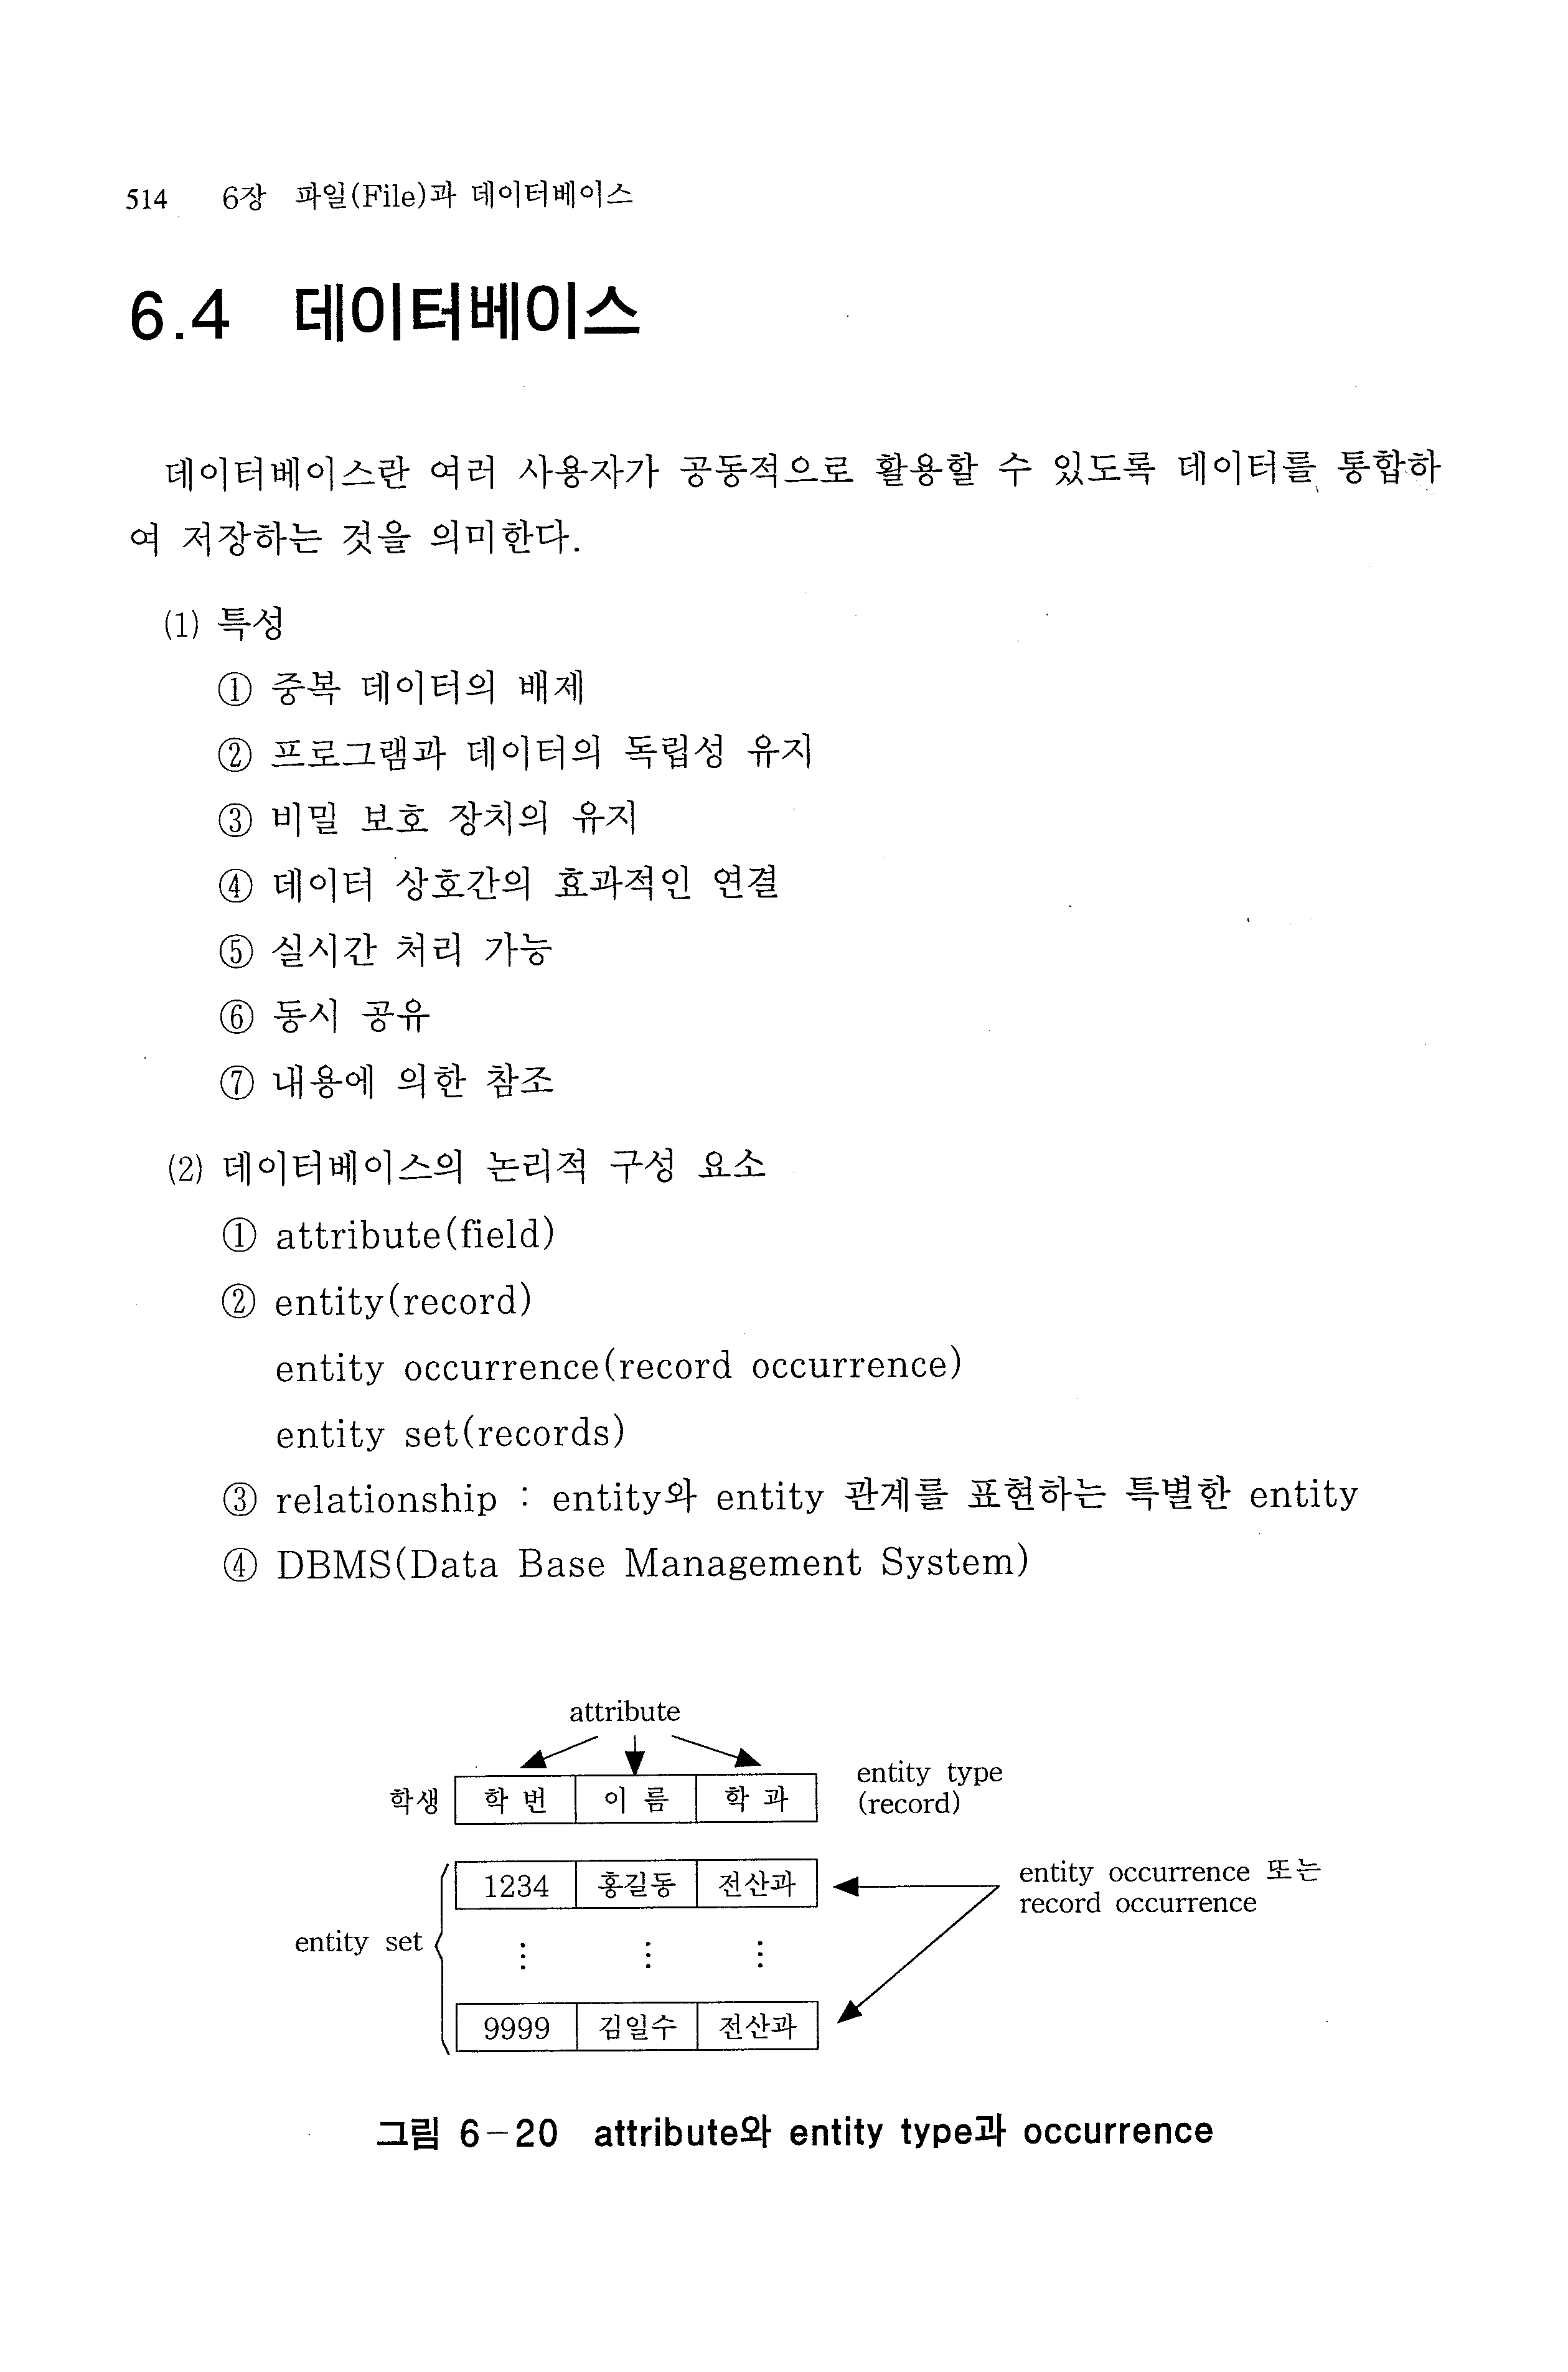 514 6장 파일(File)과 데이터베이스
6.4 데이터베이스
데이터베이스란 여러 사용자가 공동적으로 활용할 수 있도록 데이터를 통합하
여 저장하는 것을 의미한다.
(1) 특성
① 중복 데이터의 배제
② 프로그램과 데이터의 독립성 유지
③ 비밀 보호 장치의 유지
④ 데이터 상호간의 효과적인 연결
⑤ 실시간 처리 가능
⑥ 동시 공유
⑦ 내용에 의한 참조
(2) 데이터베이스의 논리적 구성 요소
① attribute(field)
② entity(record)
entity occurrence(record occurrence)
entity set(records)
③ relationship : entity와 entity 관계를 표현하는 특별한 entity
④ DBMS(Data Base Management System)
attribute
학생 학 번 이 름 학 과 entity type
(record)
1234 홍길동 전산과 entity occurrence 또는
record occurrence
entity set ⋮ ⋮ ⋮
9999 김일수 전산과
그림 6-20 attribute와 entity type과 occurrence